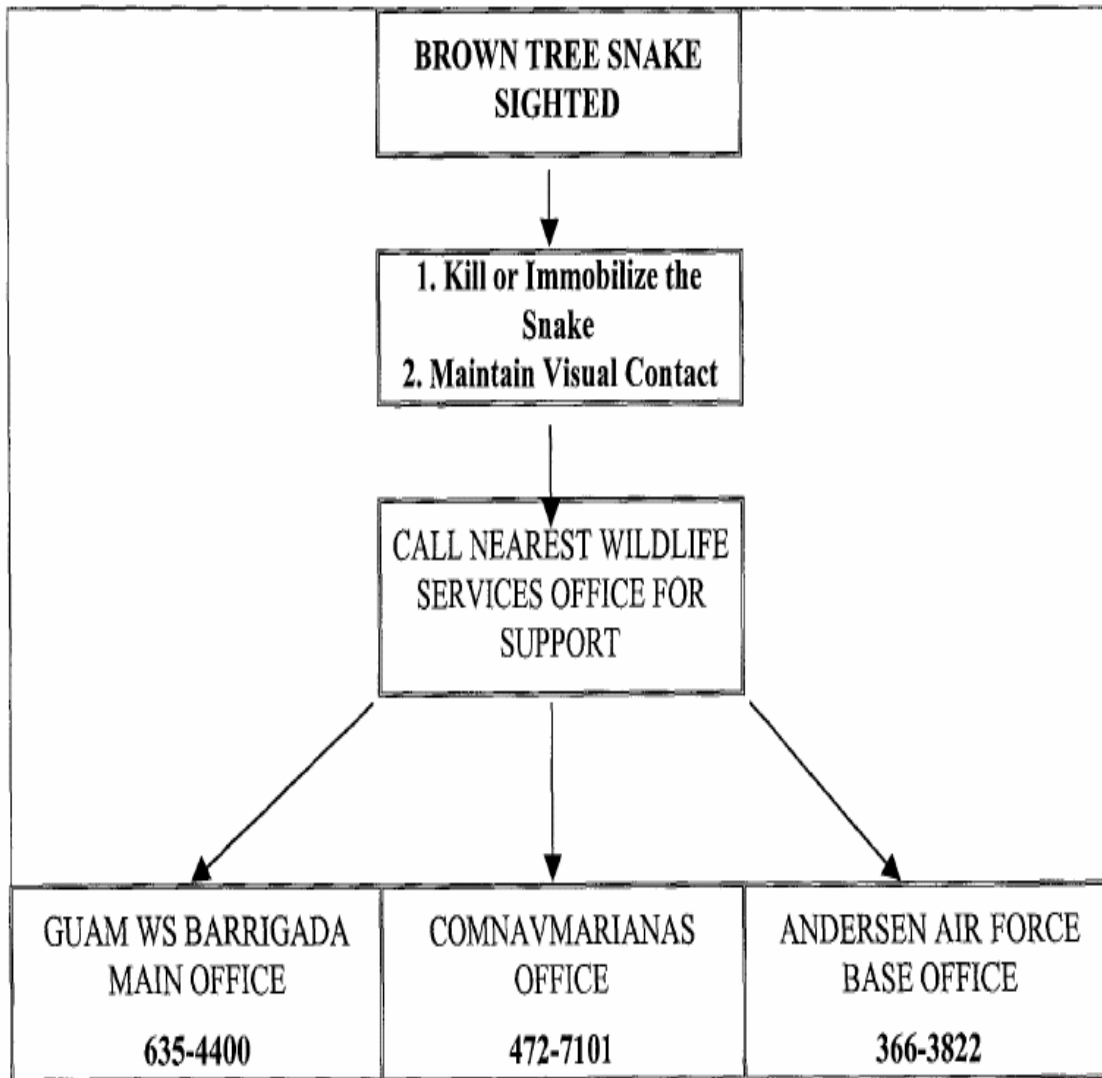 BROWN TREE SNAKE
SIGHTED
1. Kill or Immobilize the
Snake
2. Maintain Visual Contact
CALL NEAREST WILDLIFE
SERVICES OFFICE FOR
SUPPORT
GUAM WS BARRIGADA
MAIN OFFICE
635-4400
COMNAVMARIANAS
OFFICE
472-7101
ANDERSEN AIR FORCE
BASE OFFICE
366-3822